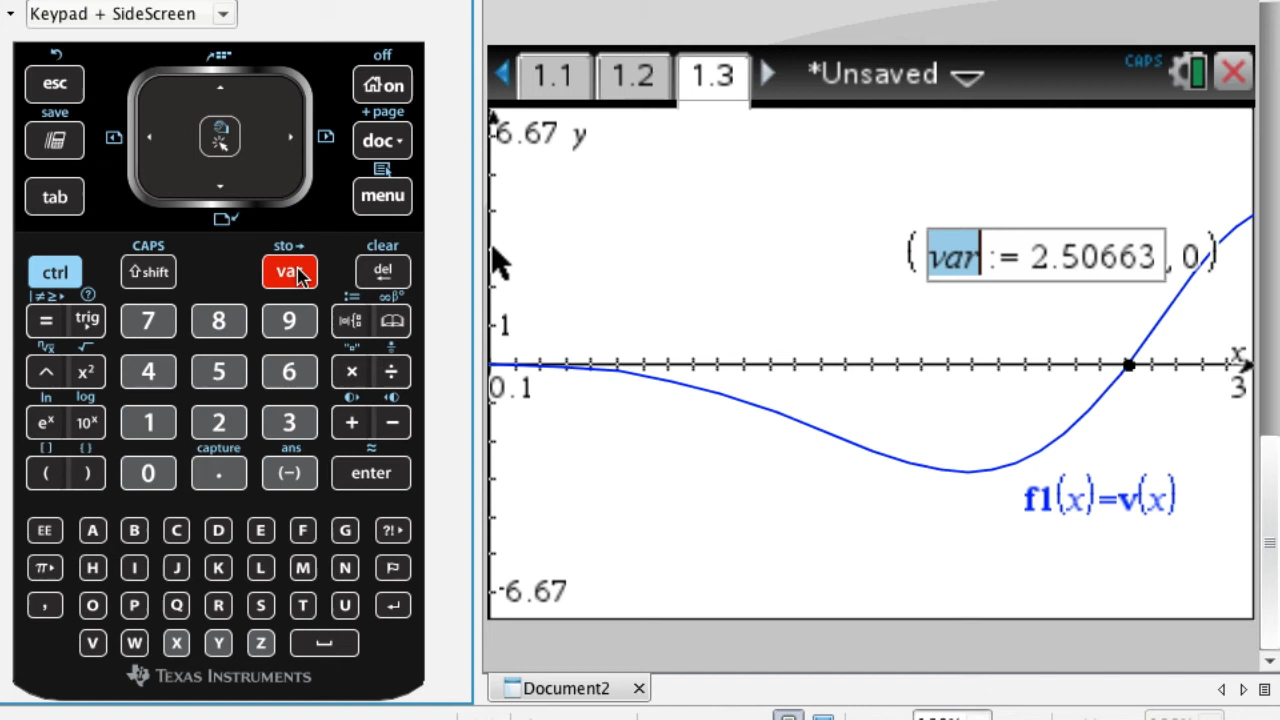 Keypad + SideScreen
off
esc
on
save
+ page
doc
tab
menu
CAPS
sto→
clear
ctrl
shift
var
del
|≠≥▸
?
:=
∞β°
=
trig
7
8
9
|▫|{▫
ⁿ√x
√
"▫"
÷
^
x²
4
5
6
×
÷
ln
log
eˣ
10ˣ
1
2
3
+
−
[ ]
{ }
capture
ans
≈
(
)
0
.
(−)
enter
EE
A
B
C
D
E
F
G
?!▸
π▸
H
I
J
K
L
M
N
,
O
P
Q
R
S
T
U
V
W
X
Y
Z
TEXAS INSTRUMENTS
1.1
1.2
1.3
*Unsaved
CAPS
6.67 y
( var := 2.50663, 0)
1
x
0.1
3
f1(x)=v(x)
-6.67
Document2